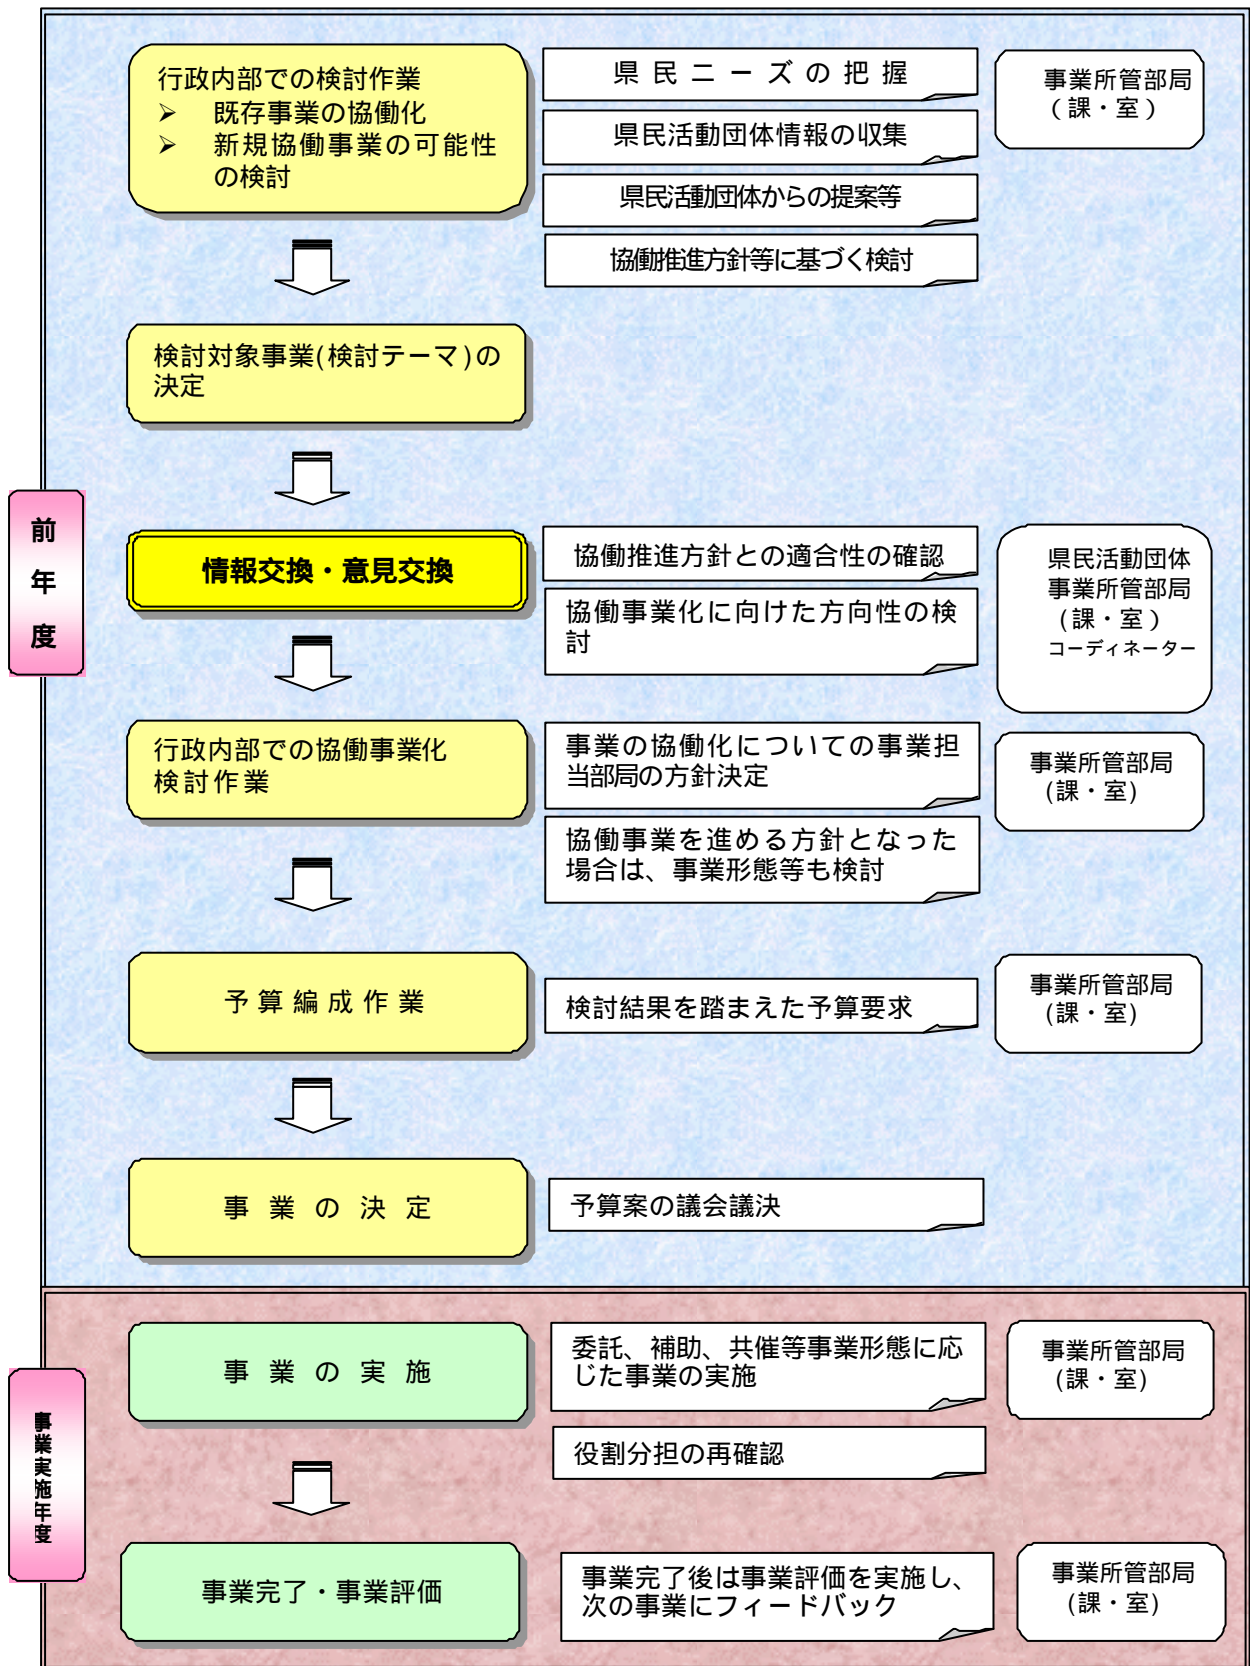 行政内部での検討作業
➢ 既存事業の協働化
➢ 新規協働事業の可能性
の検討
県民ニーズの把握
県民活動団体情報の収集
県民活動団体からの提案等
協働推進方針等に基づく検討
事業所管部局
(課・室)
検討対象事業(検討テーマ)の
決定
前年度
情報交換・意見交換
協働推進方針との適合性の確認
協働事業化に向けた方向性の検
討
県民活動団体
事業所管部局
(課・室)
コーディネーター
行政内部での協働事業化
検討作業
事業の協働化についての事業担
当部局の方針決定
協働事業を進める方針となった
場合は、事業形態等も検討
事業所管部局
(課・室)
予算編成作業
検討結果を踏まえた予算要求
事業所管部局
(課・室)
事業の決定
予算案の議会議決
事業実施年度
事業の実施
委託、補助、共催等事業形態に応
じた事業の実施
役割分担の再確認
事業所管部局
(課・室)
事業完了・事業評価
事業完了後は事業評価を実施し、
次の事業にフィードバック
事業所管部局
(課・室)